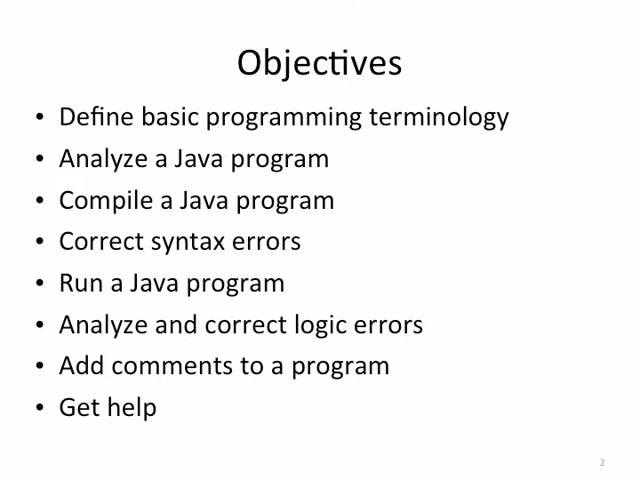 Objectives
• Define basic programming terminology
• Analyze a Java program
• Compile a Java program
• Correct syntax errors
• Run a Java program
• Analyze and correct logic errors
• Add comments to a program
• Get help
2